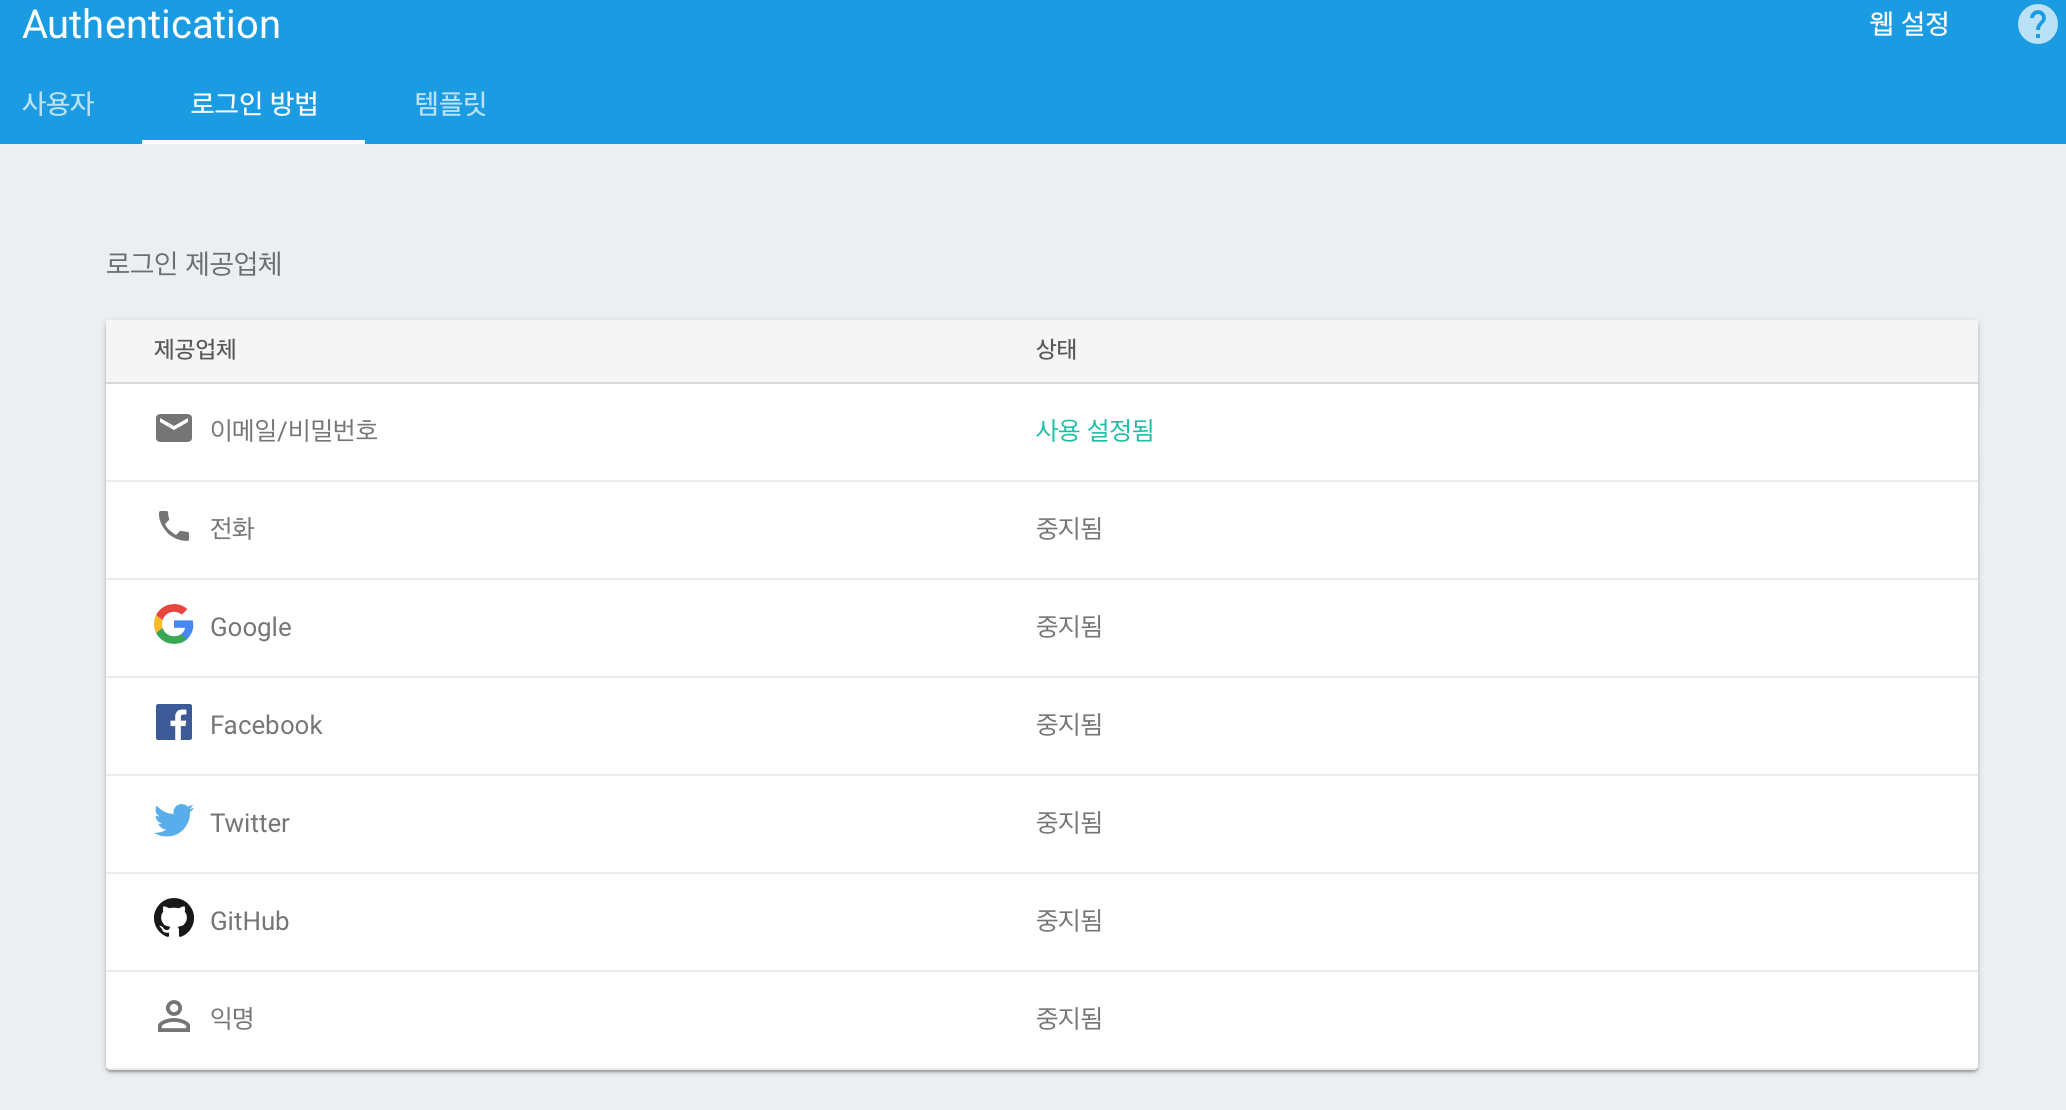 Authentication
웹 설정
사용자
로그인 방법
템플릿
로그인 제공업체
제공업체
상태
이메일/비밀번호
사용 설정됨
전화
중지됨
Google
중지됨
Facebook
중지됨
Twitter
중지됨
GitHub
중지됨
익명
중지됨